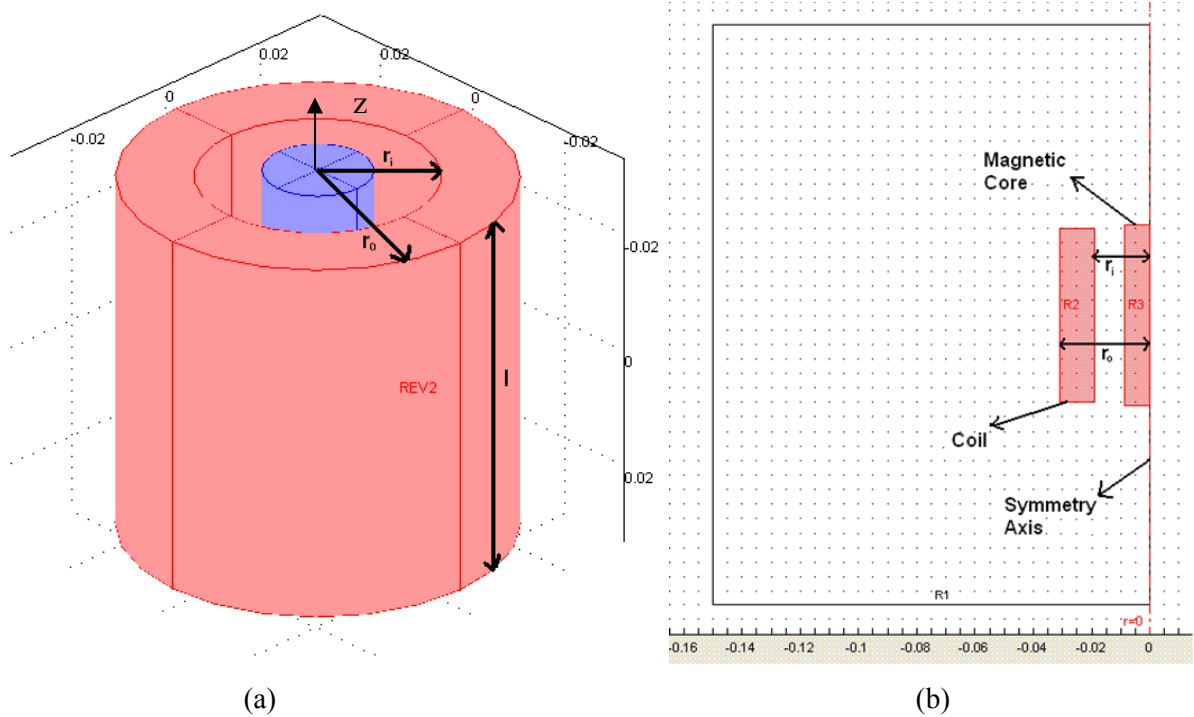 0.02
0.02
0
0
-0.02
-0.02
z
rᵢ
rₒ
-0.02
0
REV2
l
0.02
(a)
Magnetic
Core
rᵢ
R2
R3
rₒ
Coil
Symmetry
Axis
R1
r=0
-0.16
-0.14
-0.12
-0.1
-0.08
-0.06
-0.04
-0.02
0
(b)